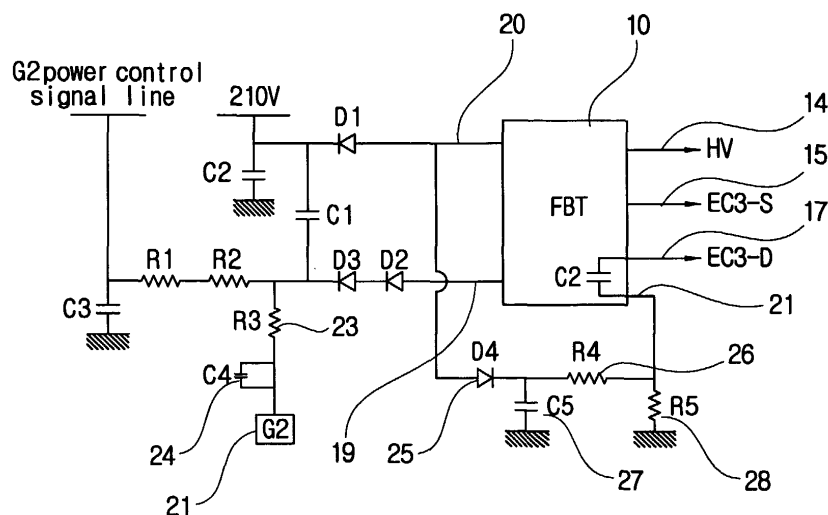 20
10
G2power control
signal line
210V
D1
14
HV
C2
15
C1
FBT
EC3-S
17
R1
R2
D3
D2
C2
EC3-D
C3
21
R3
23
D4
R4
26
C4
C5
R5
24
G2
21
19
25
27
28